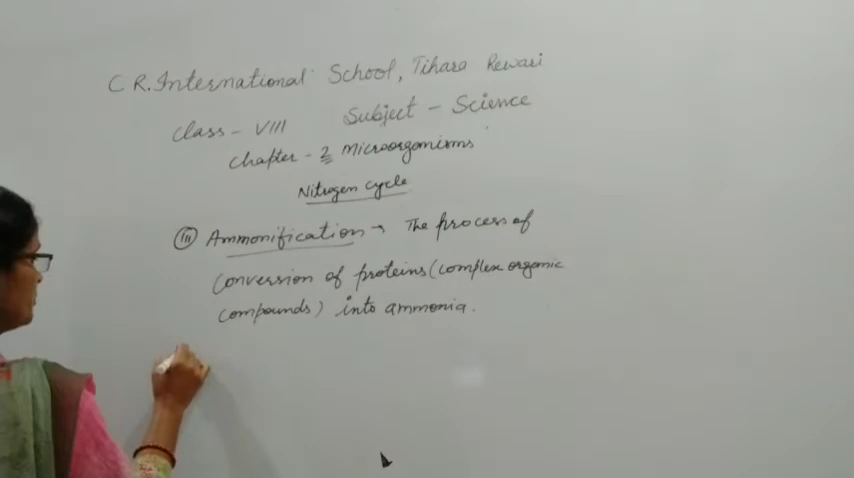 C R. International School, Tihara Rewari
Class - VIII Subject - Science
Chapter - 2 Microorganisms
Nitrogen cycle
(iii) Ammonification → The process of
conversion of proteins (complex organic
compounds) into ammonia.